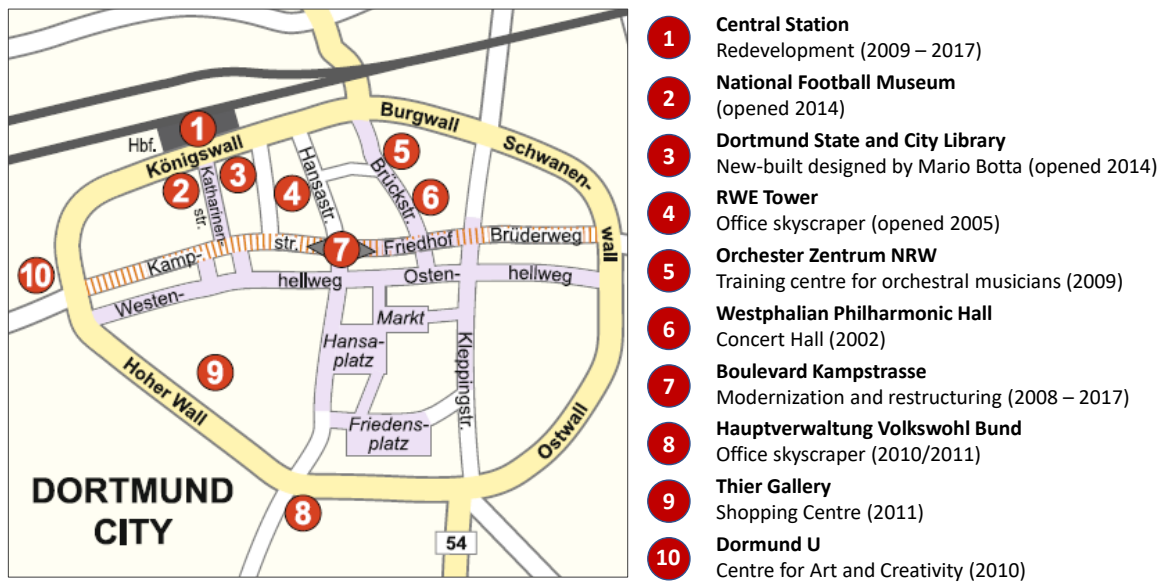 1
Hbf.
Königswall
Burgwall
Schwanen-
wall
2
Katharinen-
str.
3
4
Hansastr.
Brückstr.
5
6
10
Kamp-
str.
7
Friedhof
Brüderweg
Westen-
hellweg
Osten-
hellweg
Markt
Hansa-
platz
Kleppingstr.
9
Hoher Wall
Friedens-
platz
Ostwall
DORTMUND
CITY
8
54
1
Central Station
Redevelopment (2009 – 2017)
2
National Football Museum
(opened 2014)
3
Dortmund State and City Library
New-built designed by Mario Botta (opened 2014)
4
RWE Tower
Office skyscraper (opened 2005)
5
Orchester Zentrum NRW
Training centre for orchestral musicians (2009)
6
Westphalian Philharmonic Hall
Concert Hall (2002)
7
Boulevard Kampstrasse
Modernization and restructuring (2008 – 2017)
8
Hauptverwaltung Volkswohl Bund
Office skyscraper (2010/2011)
9
Thier Gallery
Shopping Centre (2011)
10
Dormund U
Centre for Art and Creativity (2010)